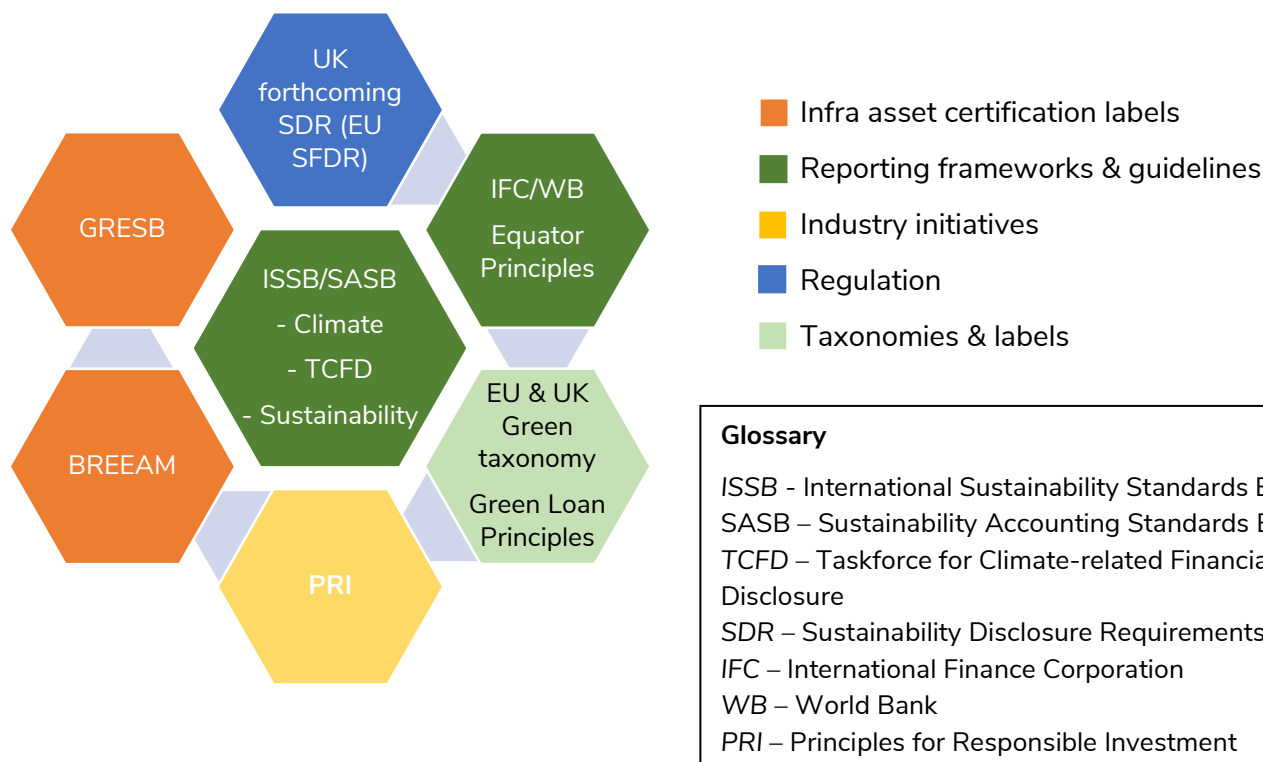 UK
forthcoming
SDR (EU
SFDR)
GRESB
IFC/WB
Equator
Principles
ISSB/SASB
- Climate
- TCFD
- Sustainability
BREEAM
EU & UK
Green
taxonomy
Green Loan
Principles
PRI
Infra asset certification labels
Reporting frameworks & guidelines
Industry initiatives
Regulation
Taxonomies & labels
Glossary
ISSB - International Sustainability Standards
SASB – Sustainability Accounting Standards
TCFD – Taskforce for Climate-related
Disclosure
SDR – Sustainability Disclosure Requirements
IFC – International Finance Corporation
WB – World Bank
PRI – Principles for Responsible Investment